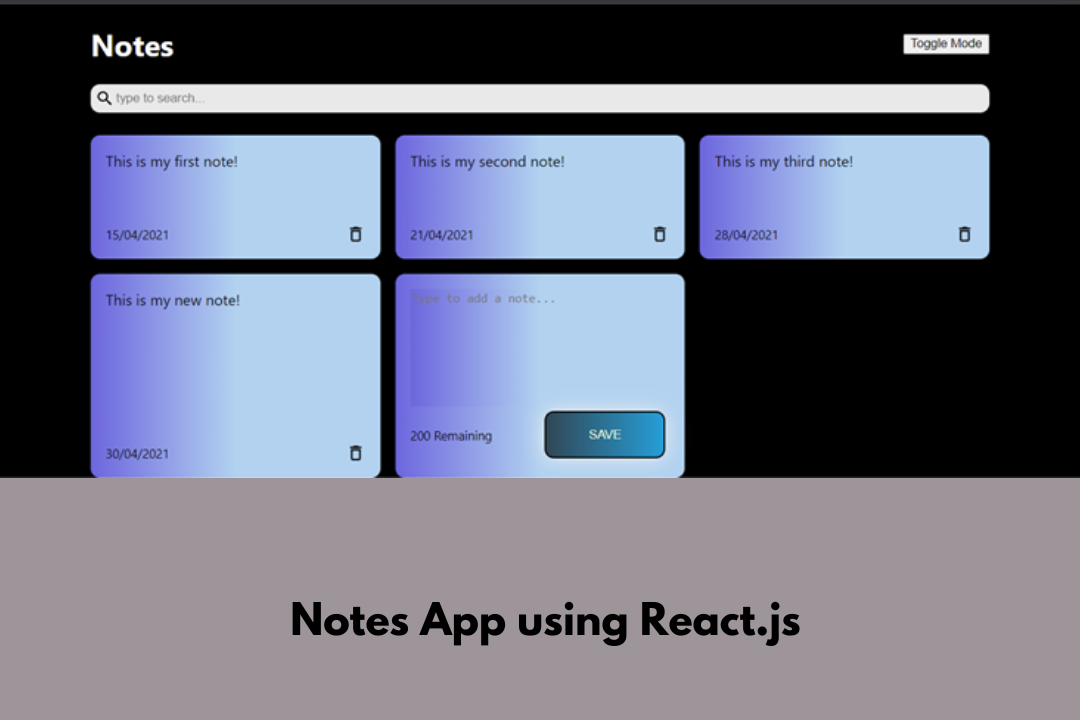 Notes
Toggle Mode
type to search...
This is my first note!
This is my second note!
This is my third note!
15/04/2021
21/04/2021
28/04/2021
This is my new note!
Type to add a note...
200 Remaining
SAVE
30/04/2021
Notes App using React.js